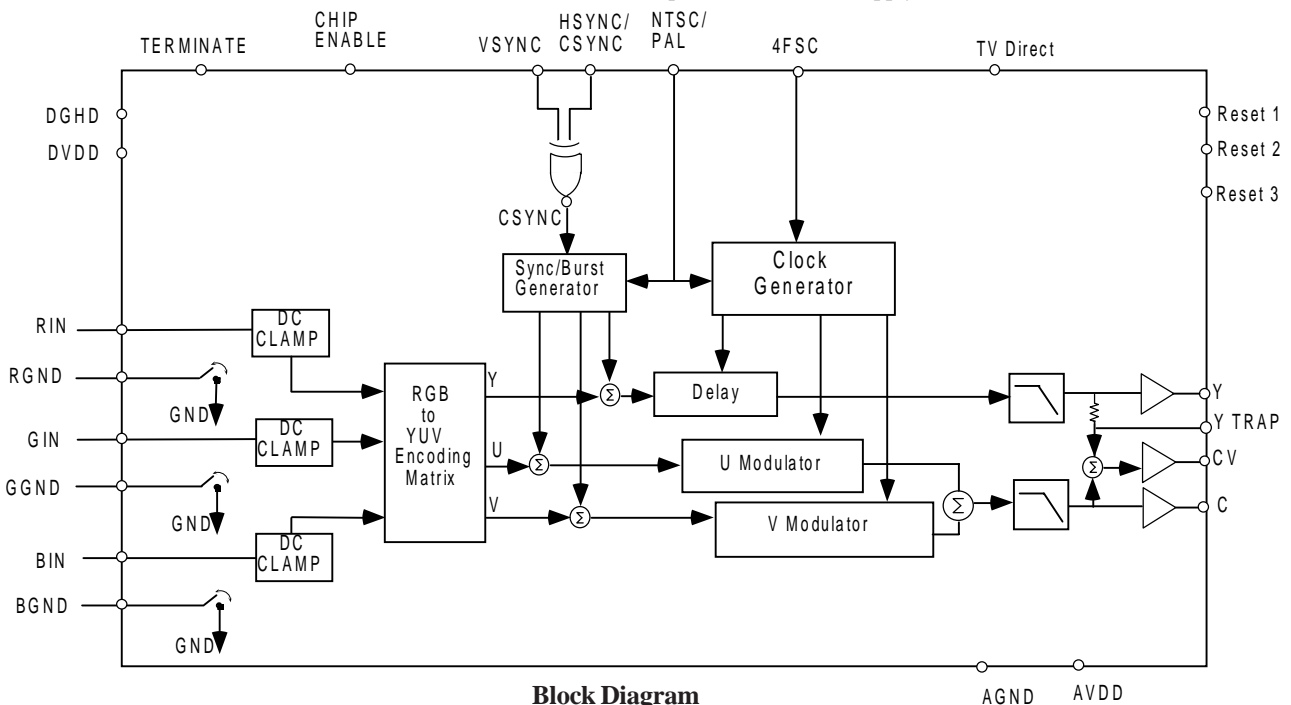 CHIP
ENABLE
HSYNC/
CSYNC
NTSC/
PAL
TERMINATE
VSYNC
4FSC
TV Direct
DGHD
DVDD
Reset 1
Reset 2
Reset 3
CSYNC
Sync/Burst
Generator
Clock
Generator
RIN
DC
CLAMP
RGND
GND
GIN
DC
CLAMP
GGND
GND
BIN
DC
CLAMP
BGND
GND
RGB
to
YUV
Encoding
Matrix
Y
U
V
Σ
Σ
Σ
Delay
U Modulator
V Modulator
Σ
Σ
Y
Y TRAP
CV
C
AGND
AVDD
Block Diagram